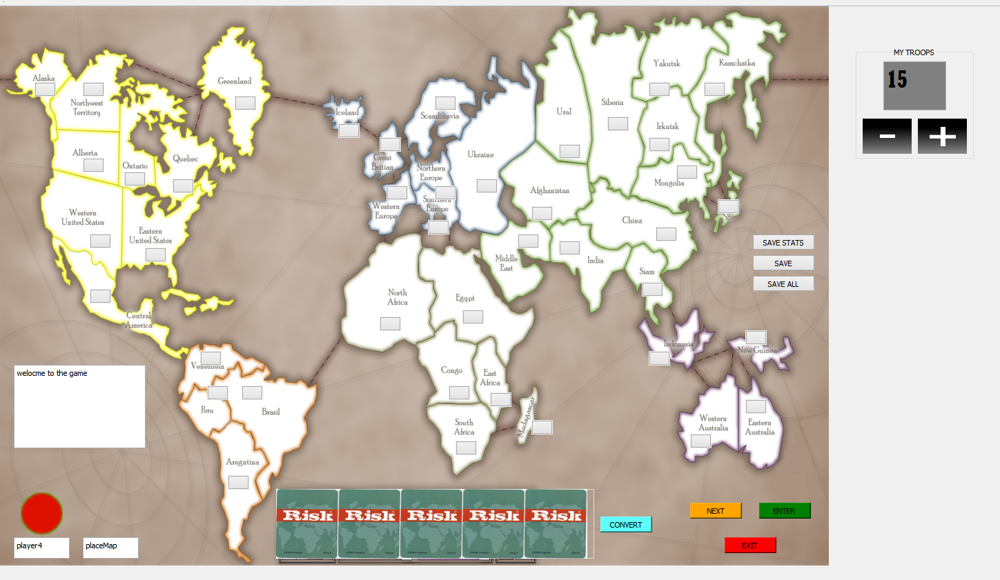 MY TROOPS
15
Alaska
Northwest
Territory
Greenland
Alberta
Ontario
Quebec
Western
United States
Eastern
United States
Central
America
Iceland
Scandinavia
Great
Britian
Northern
Europe
Western
Europe
Southern
Europe
Ukraine
Ural
Siberia
Yakutsk
Kamchatka
Irkutsk
Mongolia
Afghanistan
China
Middle
East
India
Siam
North
Africa
Egypt
Congo
East
Africa
South
Africa
Madagascar
Indonesia
New Guinea
Western
Australia
Eastern
Australia
Venezuela
Peru
Brazil
Aregntina
SAVE STATS
SAVE
SAVE ALL
welocme to the game
player4
placeMap
Risk
Risk
Risk
Risk
Risk
CONVERT
NEXT
ENTER
EXIT